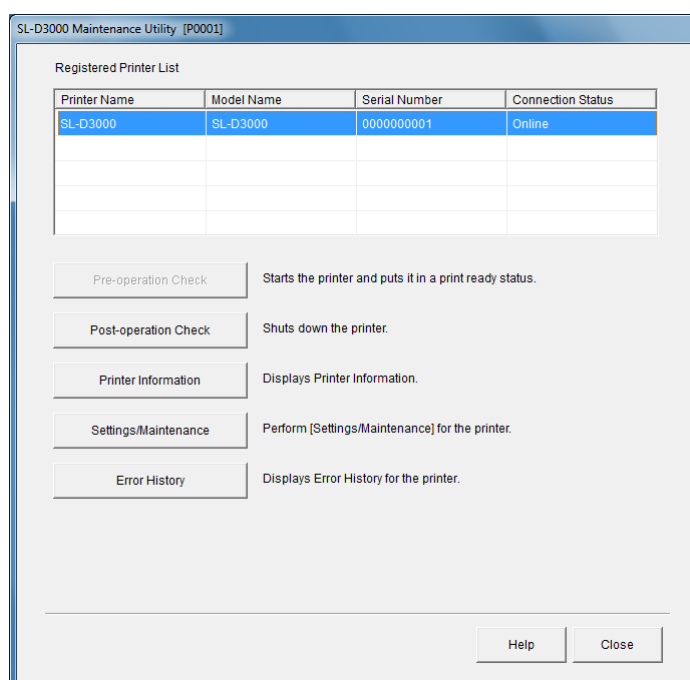 SL-D3000 Maintenance Utility [P0001]
Registered Printer List
Printer Name Model Name Serial Number Connection Status
SL-D3000 SL-D3000 0000000001 Online
Pre-operation Check Starts the printer and puts it in a print ready status.
Post-operation Check Shuts down the printer.
Printer Information Displays Printer Information.
Settings/Maintenance Perform [Settings/Maintenance] for the printer.
Error History Displays Error History for the printer.
Help Close